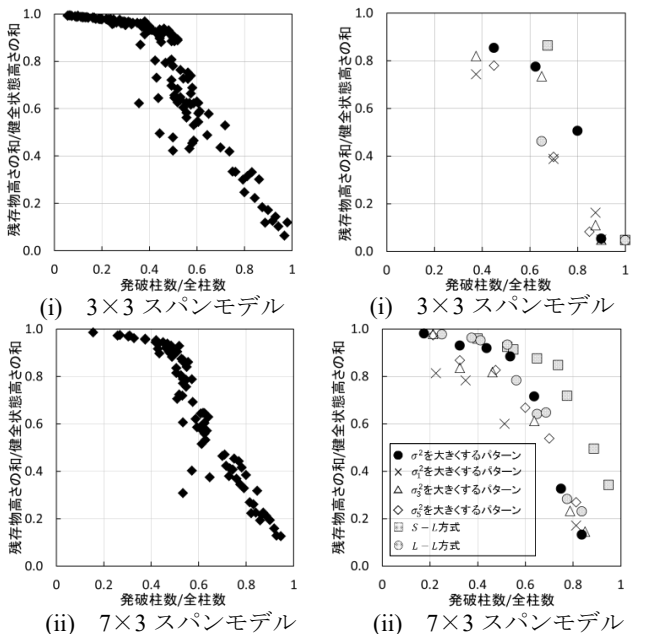 1.0
0.8
0.6
0.4
0.2
0.0
0 0.2 0.4 0.6 0.8 1
残存物高さの和/健全状態高さの和
発破柱数/全柱数
(i) 3×3 スパンモデル
1.0
0.8
0.6
0.4
0.2
0.0
0 0.2 0.4 0.6 0.8 1
残存物高さの和/健全状態高さの和
発破柱数/全柱数
(i) 3×3 スパンモデル
1.0
0.8
0.6
0.4
0.2
0.0
0 0.2 0.4 0.6 0.8 1
残存物高さの和/健全状態高さの和
発破柱数/全柱数
(ii) 7×3 スパンモデル
1.0
0.8
0.6
0.4
0.2
0.0
0 0.2 0.4 0.6 0.8 1
残存物高さの和/健全状態高さの和
σ²を大きくするパターン
σ₁²を大きくするパターン
σ₃²を大きくするパターン
σ₅²を大きくするパターン
S－L方式
L－L方式
発破柱数/全柱数
(ii) 7×3 スパンモデル